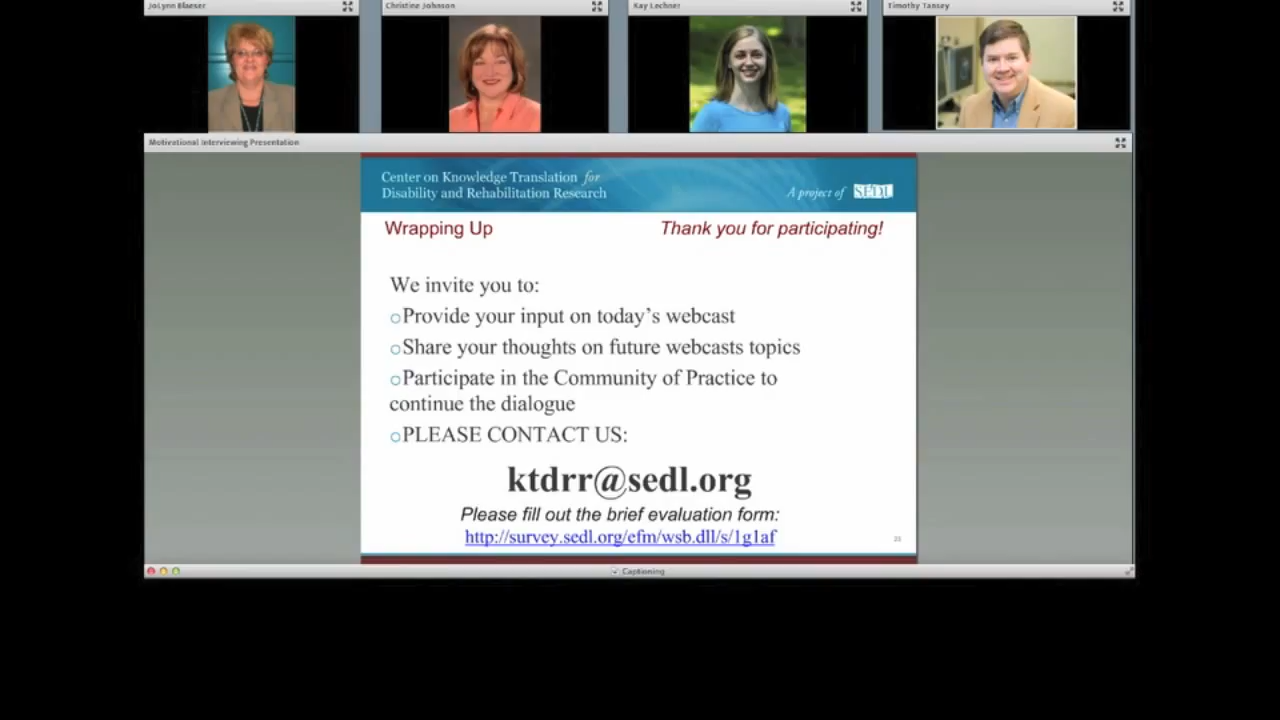 JoLynn Blaeser
Christine Johnson
Kay Lechner
Timothy Tansey
Motivational Interviewing Presentation
Center on Knowledge Translation for
Disability and Rehabilitation Research
A project of SEDL
Wrapping Up
Thank you for participating!
We invite you to:
Provide your input on today’s webcast
Share your thoughts on future webcasts topics
Participate in the Community of Practice to
continue the dialogue
PLEASE CONTACT US:
ktdrr@sedl.org
Please fill out the brief evaluation form:
http://survey.sedl.org/efm/wsb.dll/s/1g1af
Captioning